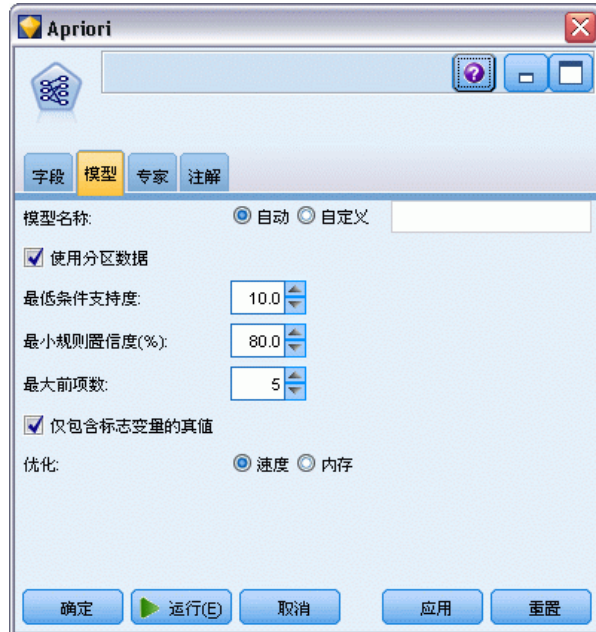 Apriori
字段 模型 专家 注解
模型名称: 自动 自定义
使用分区数据
最低条件支持度: 10.0
最小规则置信度(%): 80.0
最大前项数: 5
仅包含标志变量的真值
优化: 速度 内存
确定 运行(E) 取消 应用 重置